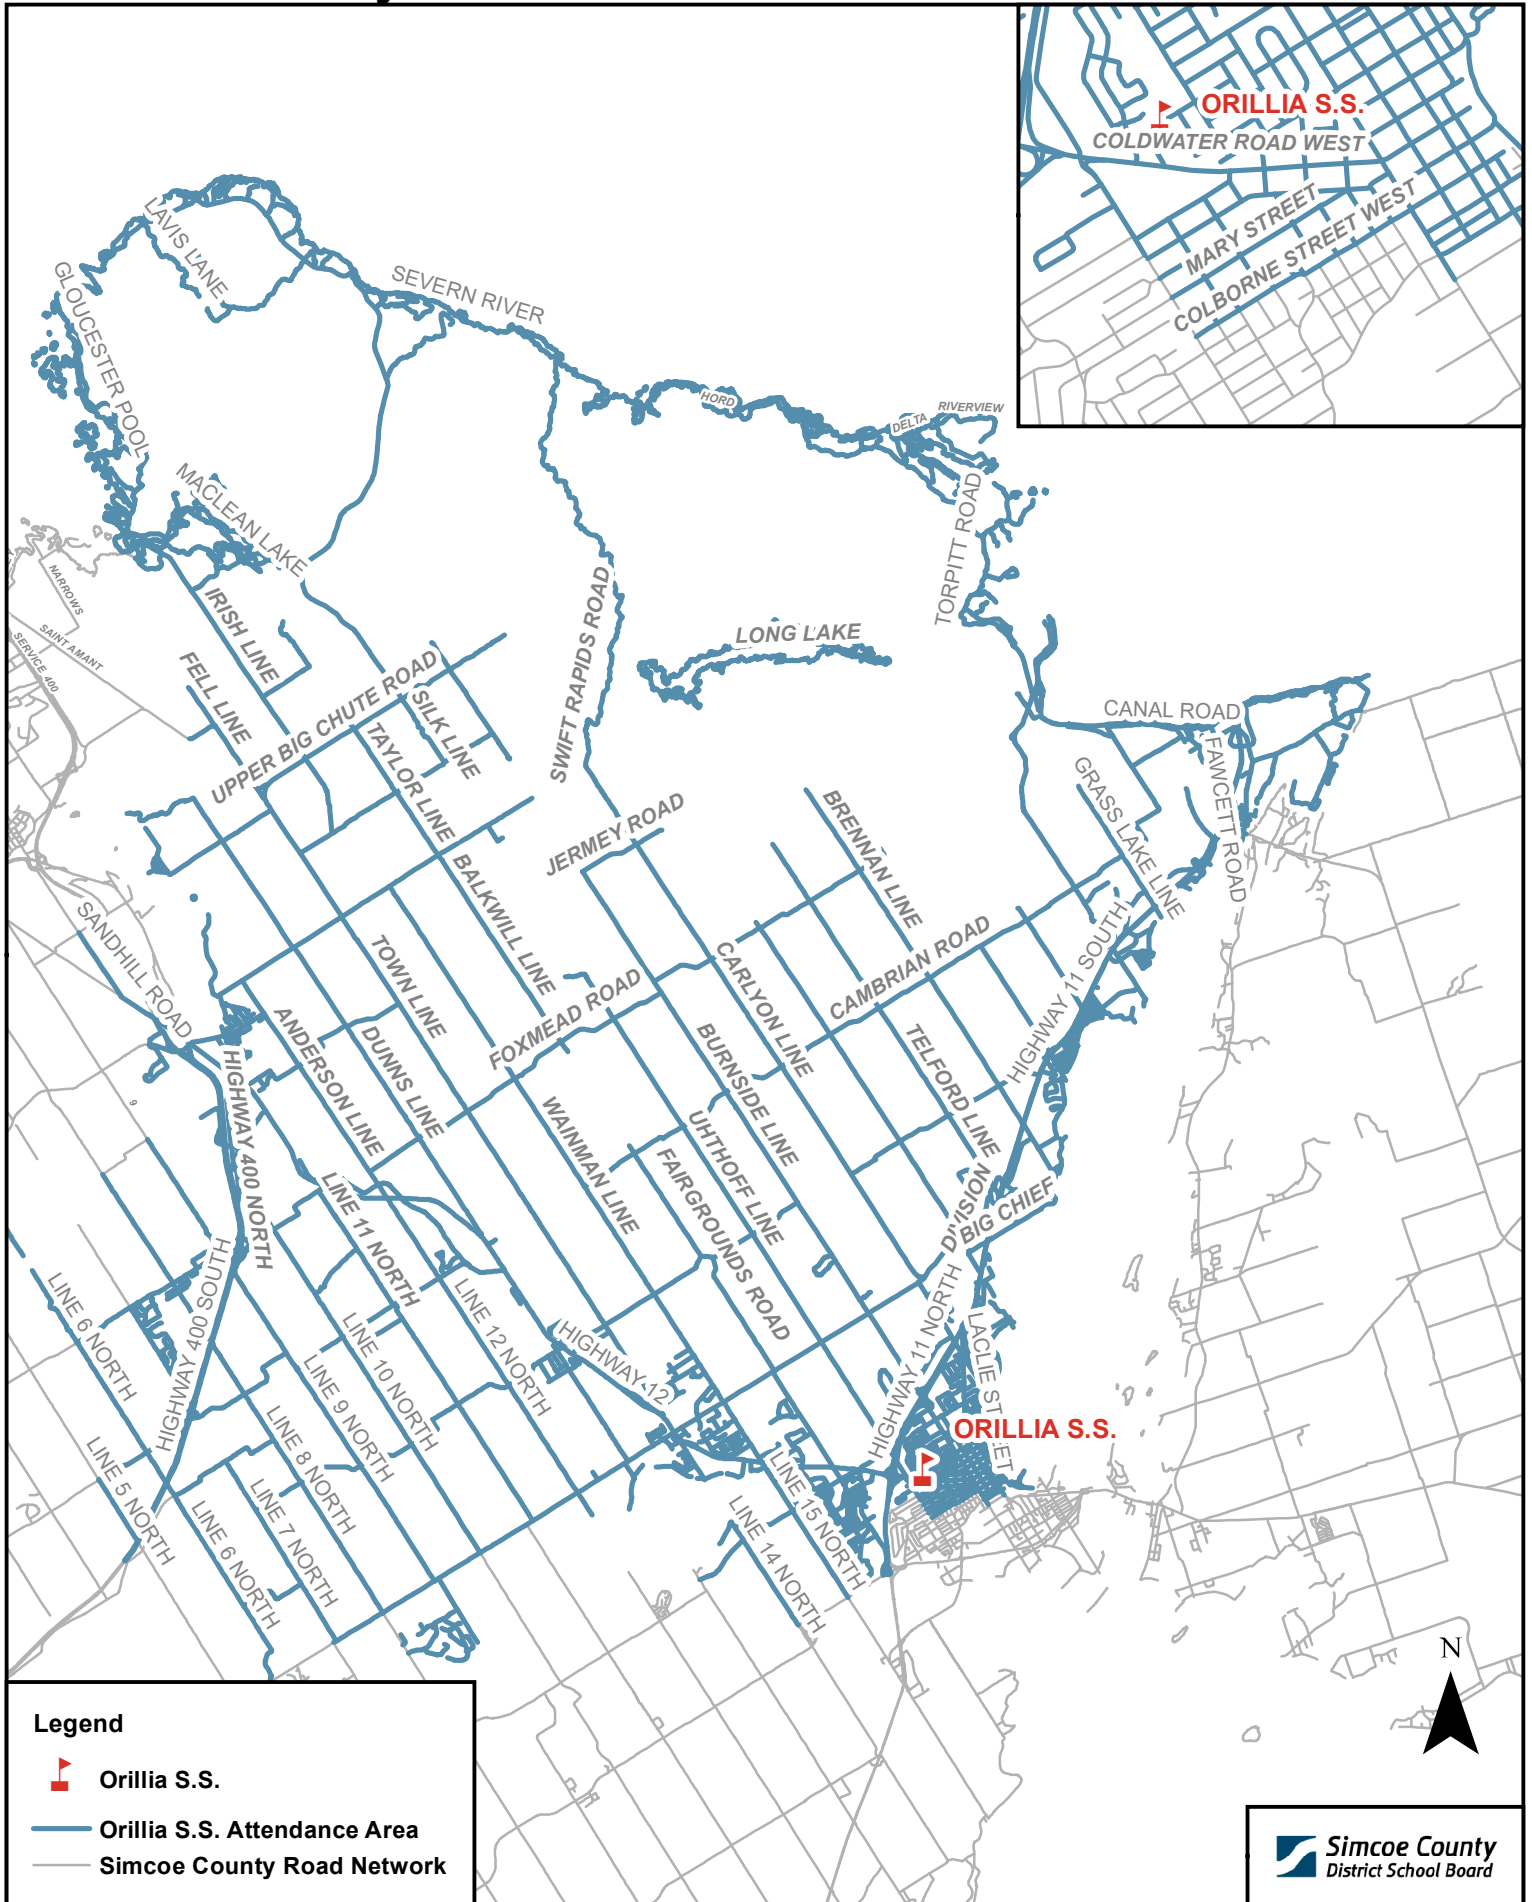 ORILLIA S.S.
COLDWATER ROAD WEST
MARY STREET
COLBORNE STREET WEST
LAVIS LANE
GLOUCESTER POOL
SEVERN RIVER
HORD
DELTA
RIVERVIEW
MACLEAN LAKE
TORPITT ROAD
NARROWS
SAINT AMANT
SERVICE 400
IRISH LINE
FELL LINE
UPPER BIG CHUTE ROAD
SILK LINE
TAYLOR LINE
SWIFT RAPIDS ROAD
LONG LAKE
CANAL ROAD
FAWCETT ROAD
GRASS LAKE LINE
JERMEY ROAD
BRENNAN LINE
BALKWILL LINE
SANDHILL ROAD
TOWN LINE
FOXMEAD ROAD
CARLYON LINE
CAMBRIAN ROAD
HIGHWAY 11 SOUTH
ANDERSON LINE
DUNNS LINE
BURNSIDE LINE
TELFORD LINE
HIGHWAY 400 NORTH
9
WAINMAN LINE
UHTHOFF LINE
FAIRGROUNDS ROAD
LINE 11 NORTH
DIVISION
BIG CHIEF
HIGHWAY 400 SOUTH
LINE 6 NORTH
LINE 12 NORTH
LINE 10 NORTH
HIGHWAY 12
HIGHWAY 11 NORTH
LACLIE STREET
LINE 9 NORTH
LINE 8 NORTH
LINE 5 NORTH
LINE 7 NORTH
LINE 6 NORTH
LINE 15 NORTH
LINE 14 NORTH
ORILLIA S.S.
N
Legend
Orillia S.S.
Orillia S.S. Attendance Area
Simcoe County Road Network
Simcoe County
District School Board